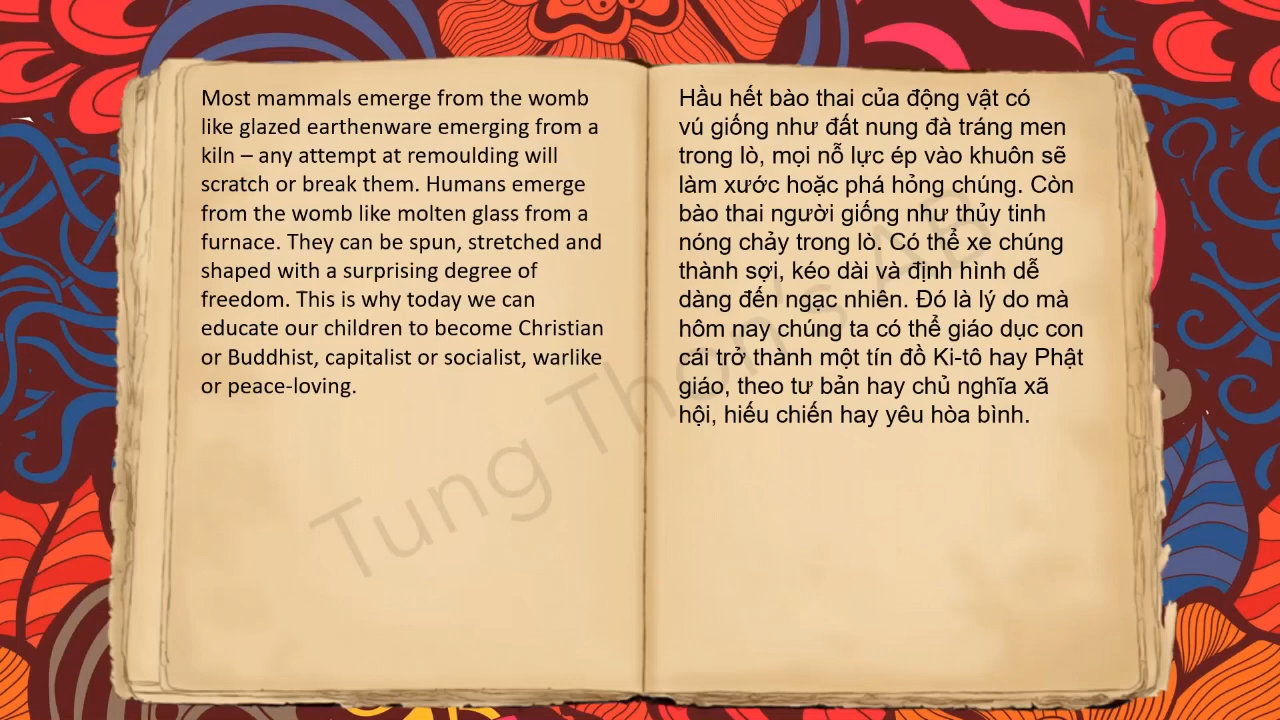 Most mammals emerge from the womb
like glazed earthenware emerging from a
kiln – any attempt at remoulding will
scratch or break them. Humans emerge
from the womb like molten glass from a
furnace. They can be spun, stretched and
shaped with a surprising degree of
freedom. This is why today we can
educate our children to become Christian
or Buddhist, capitalist or socialist, warlike
or peace-loving.
Hầu hết bào thai của động vật có
vú giống như đất nung đà tráng men
trong lò, mọi nỗ lực ép vào khuôn sẽ
làm xước hoặc phá hỏng chúng. Còn
bào thai người giống như thủy tinh
nóng chảy trong lò. Có thể xe chúng
thành sợi, kéo dài và định hình dễ
dàng đến ngạc nhiên. Đó là lý do mà
hôm nay chúng ta có thể giáo dục con
cái trở thành một tín đồ Ki-tô hay Phật
giáo, theo tư bản hay chủ nghĩa xã
hội, hiếu chiến hay yêu hòa bình.
Tung Thom's AB